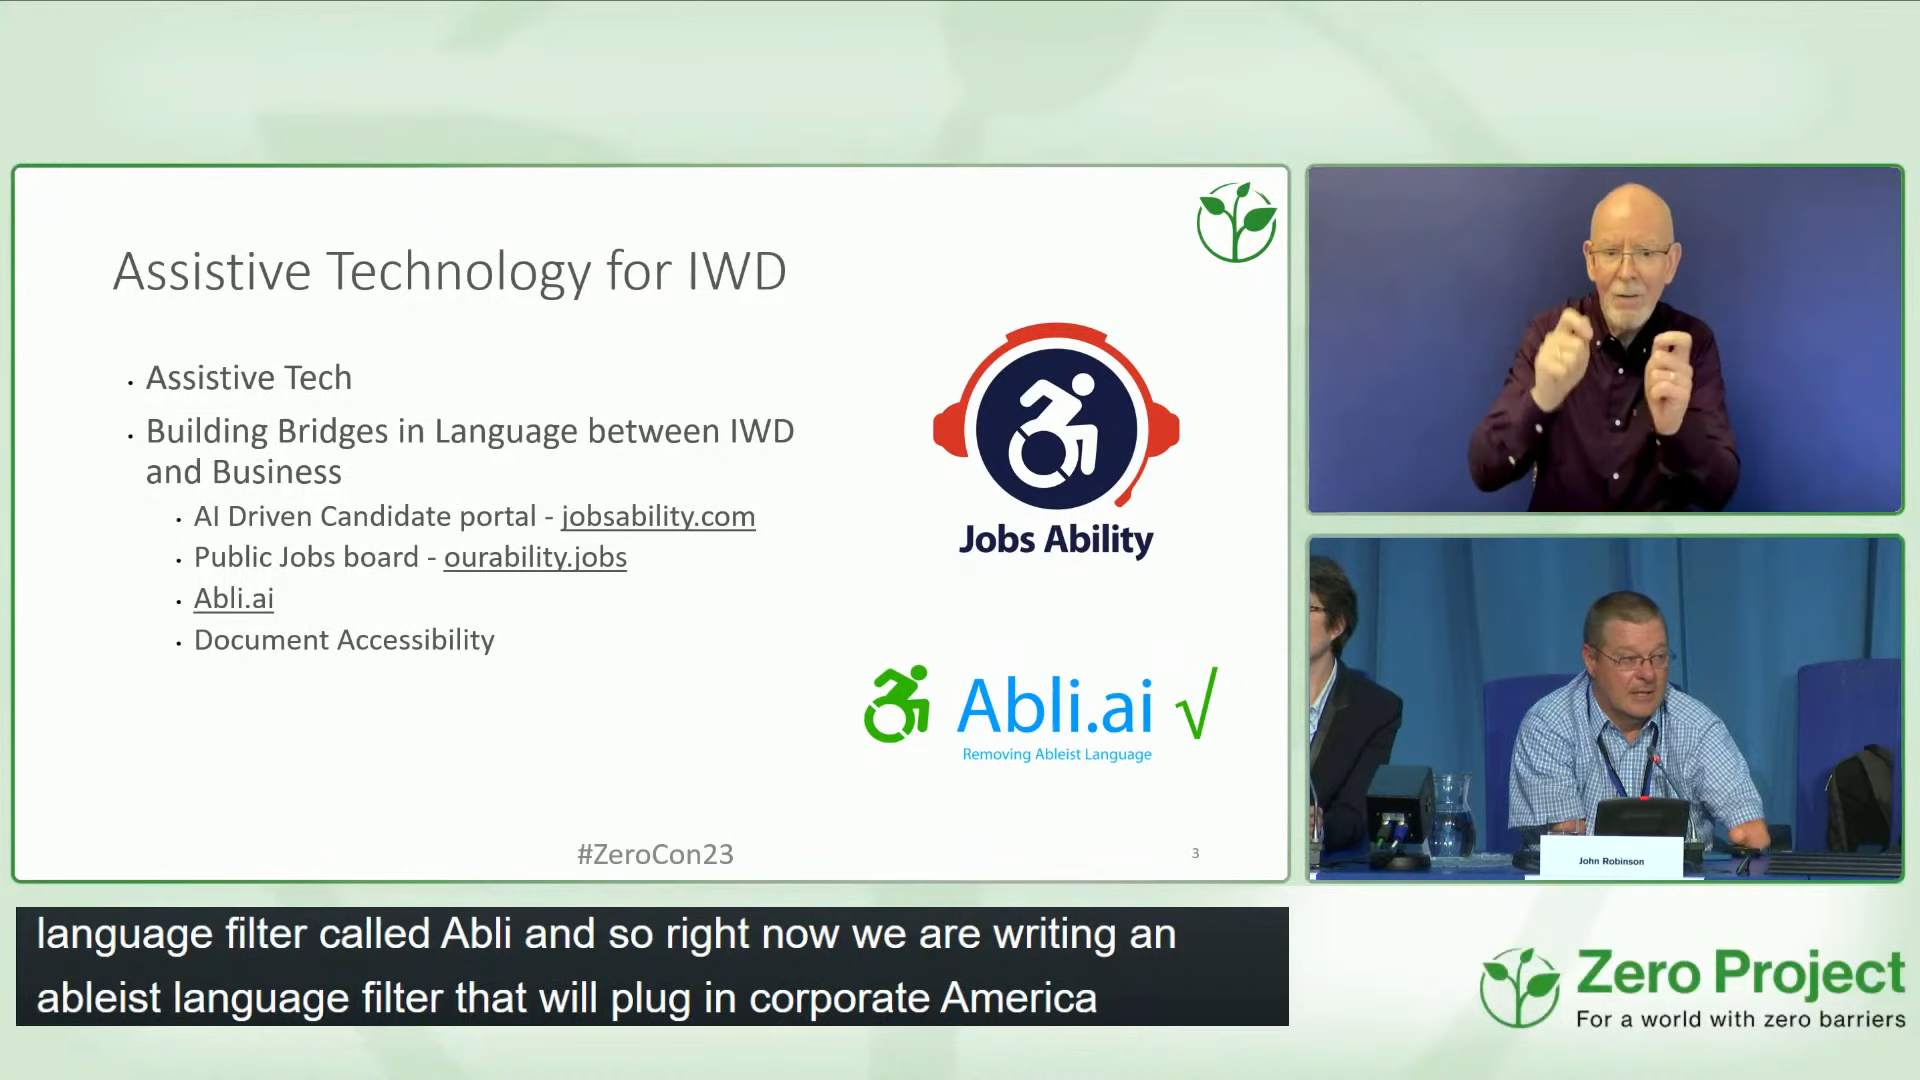 Assistive Technology for IWD
· Assistive Tech
· Building Bridges in Language between IWD
and Business
· AI Driven Candidate portal - jobsability.com
· Public Jobs board - ourability.jobs
· Abli.ai
· Document Accessibility
Jobs Ability
Abli.ai √
Removing Ableist Language
#ZeroCon23
3
John Robinson
language filter called Abli and so right now we are writing an
ableist language filter that will plug in corporate America
Zero Project
For a world with zero barriers